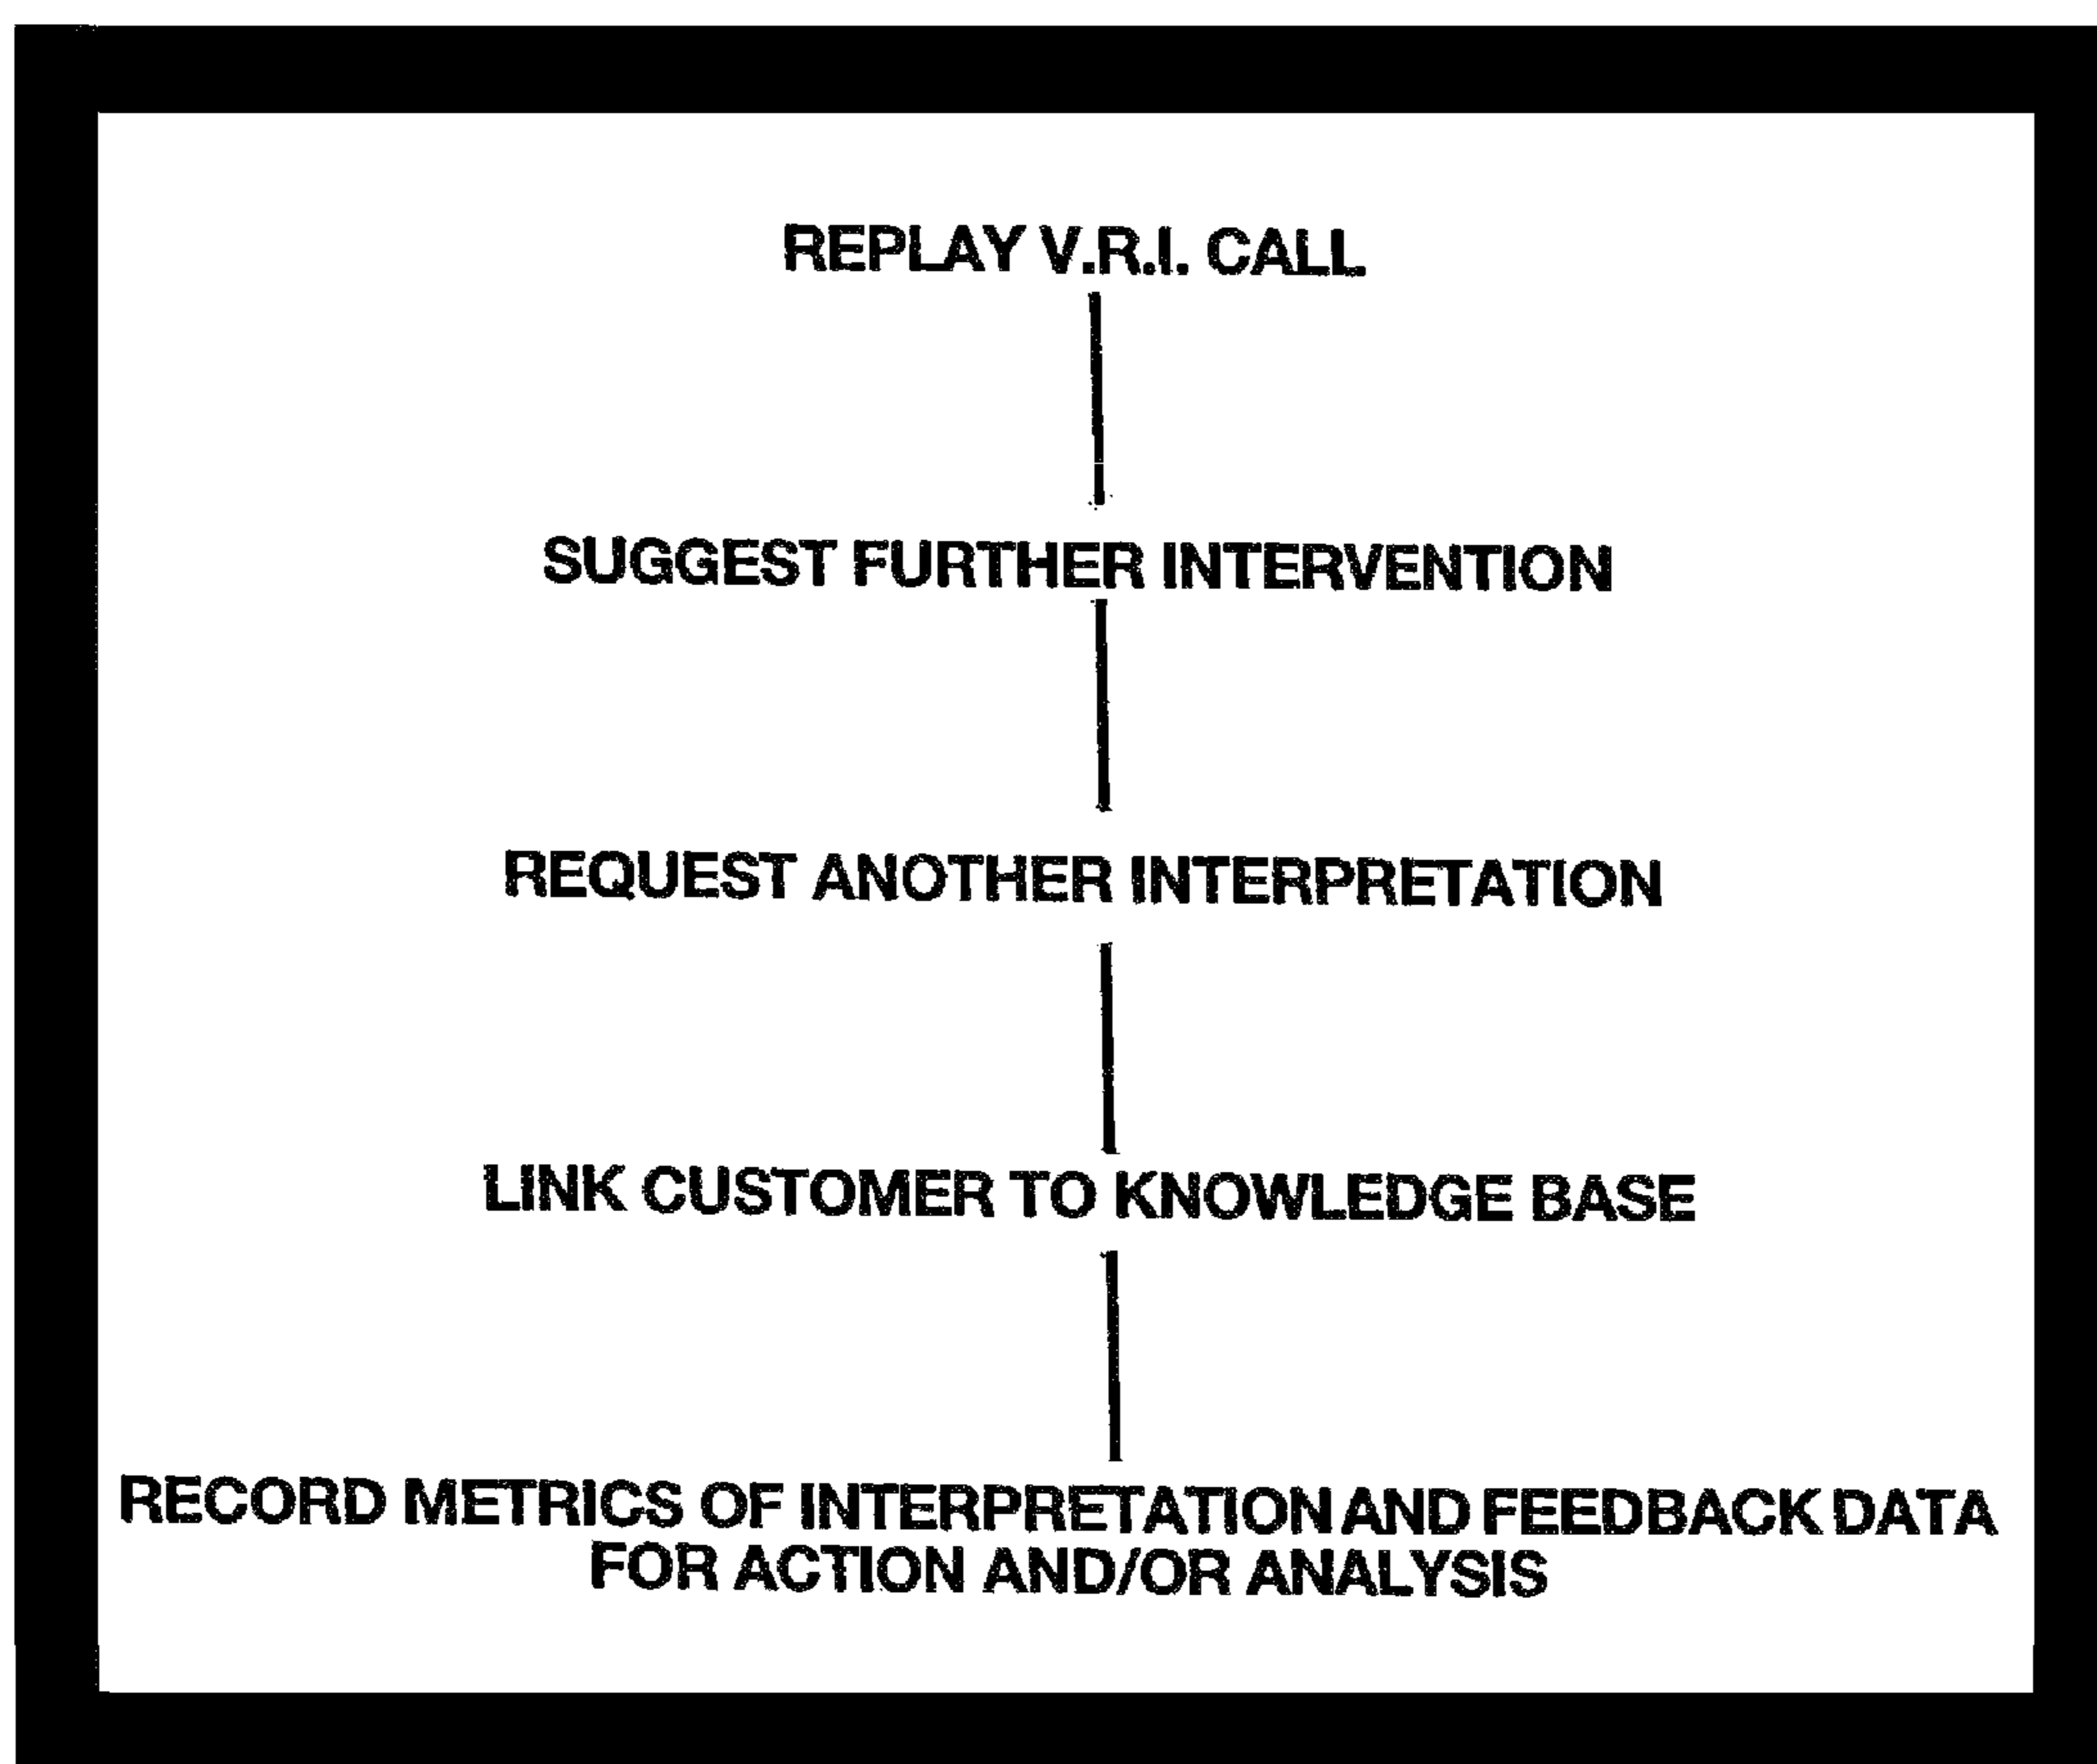 REPLAY V.R.I. CALL
SUGGEST FURTHER INTERVENTION
REQUEST ANOTHER INTERPRETATION
LINK CUSTOMER TO KNOWLEDGE BASE
RECORD METRICS OF INTERPRETATION AND FEEDBACK DATA
FOR ACTION AND/OR ANALYSIS